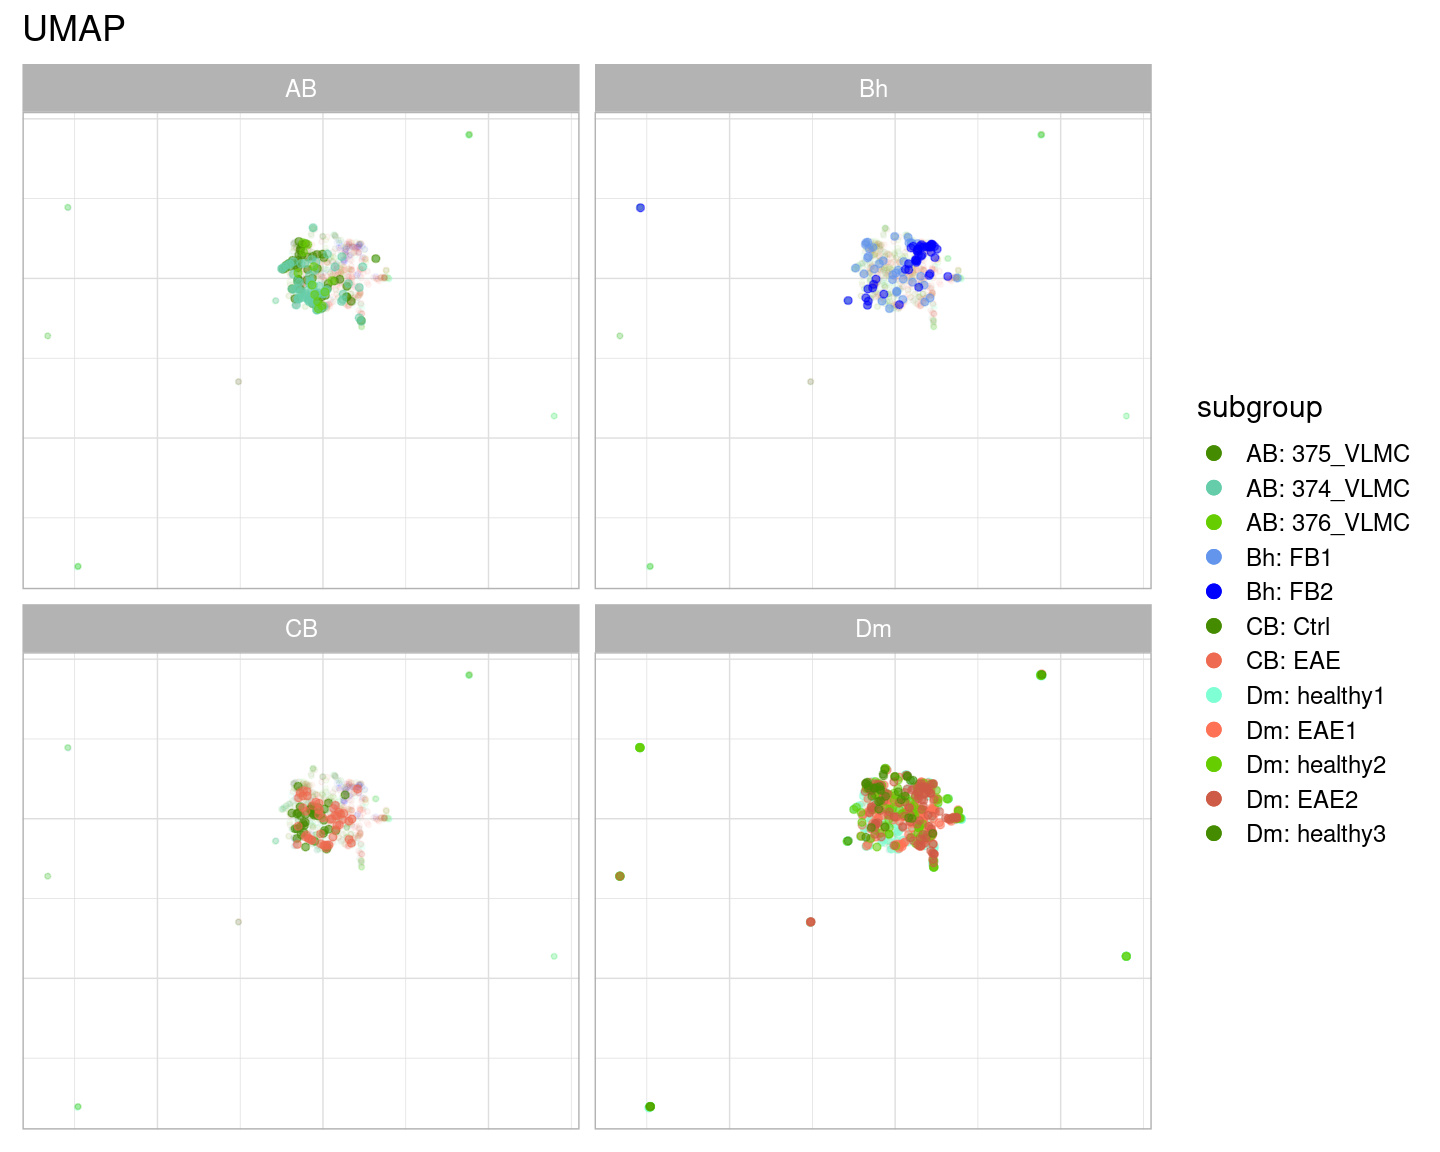 UMAP
AB
Bh
CB
Dm
subgroup
AB: 375_VLMC
AB: 374_VLMC
AB: 376_VLMC
Bh: FB1
Bh: FB2
CB: Ctrl
CB: EAE
Dm: healthy1
Dm: EAE1
Dm: healthy2
Dm: EAE2
Dm: healthy3